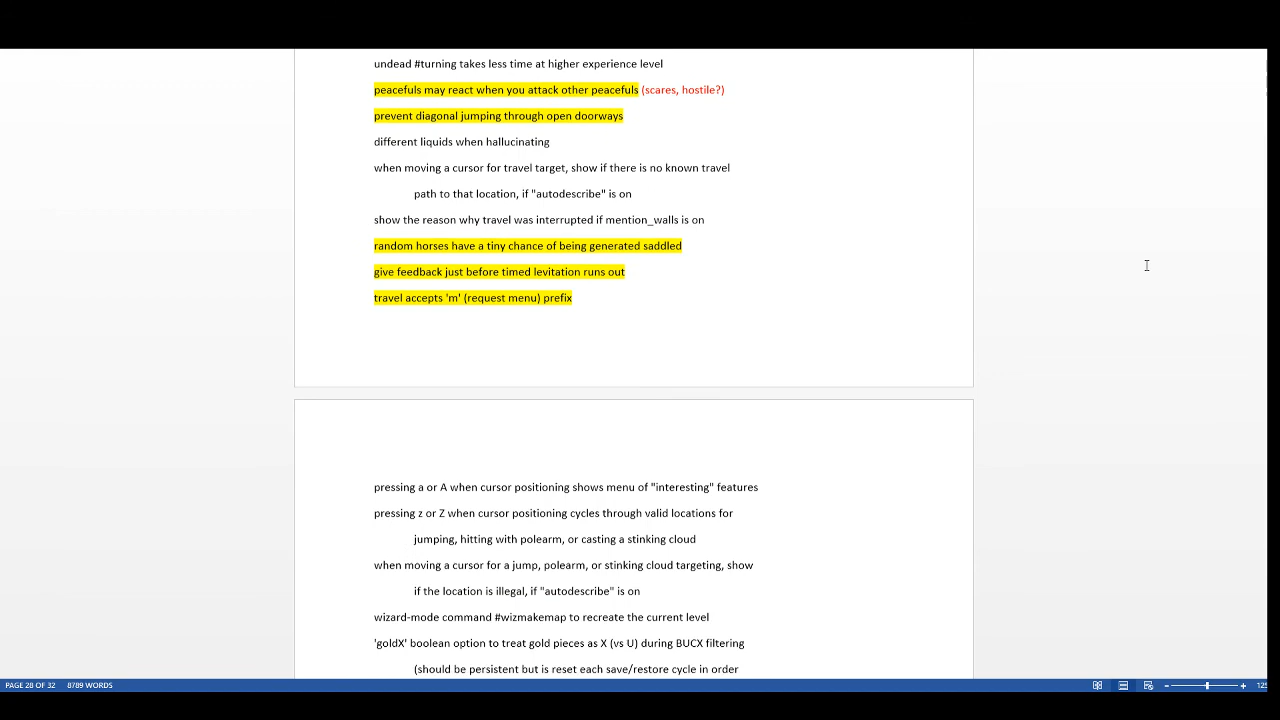 undead #turning takes less time at higher experience level
peacefuls may react when you attack other peacefuls (scares, hostile?)
prevent diagonal jumping through open doorways
different liquids when hallucinating
when moving a cursor for travel target, show if there is no known travel
path to that location, if "autodescribe" is on
show the reason why travel was interrupted if mention_walls is on
random horses have a tiny chance of being generated saddled
give feedback just before timed levitation runs out
travel accepts 'm' (request menu) prefix
pressing a or A when cursor positioning shows menu of "interesting" features
pressing z or Z when cursor positioning cycles through valid locations for
jumping, hitting with polearm, or casting a stinking cloud
when moving a cursor for a jump, polearm, or stinking cloud targeting, show
if the location is illegal, if "autodescribe" is on
wizard-mode command #wizmakemap to recreate the current level
'goldX' boolean option to treat gold pieces as X (vs U) during BUCX filtering
(should be persistent but is reset each save/restore cycle in order
PAGE 28 OF 32 8789 WORDS